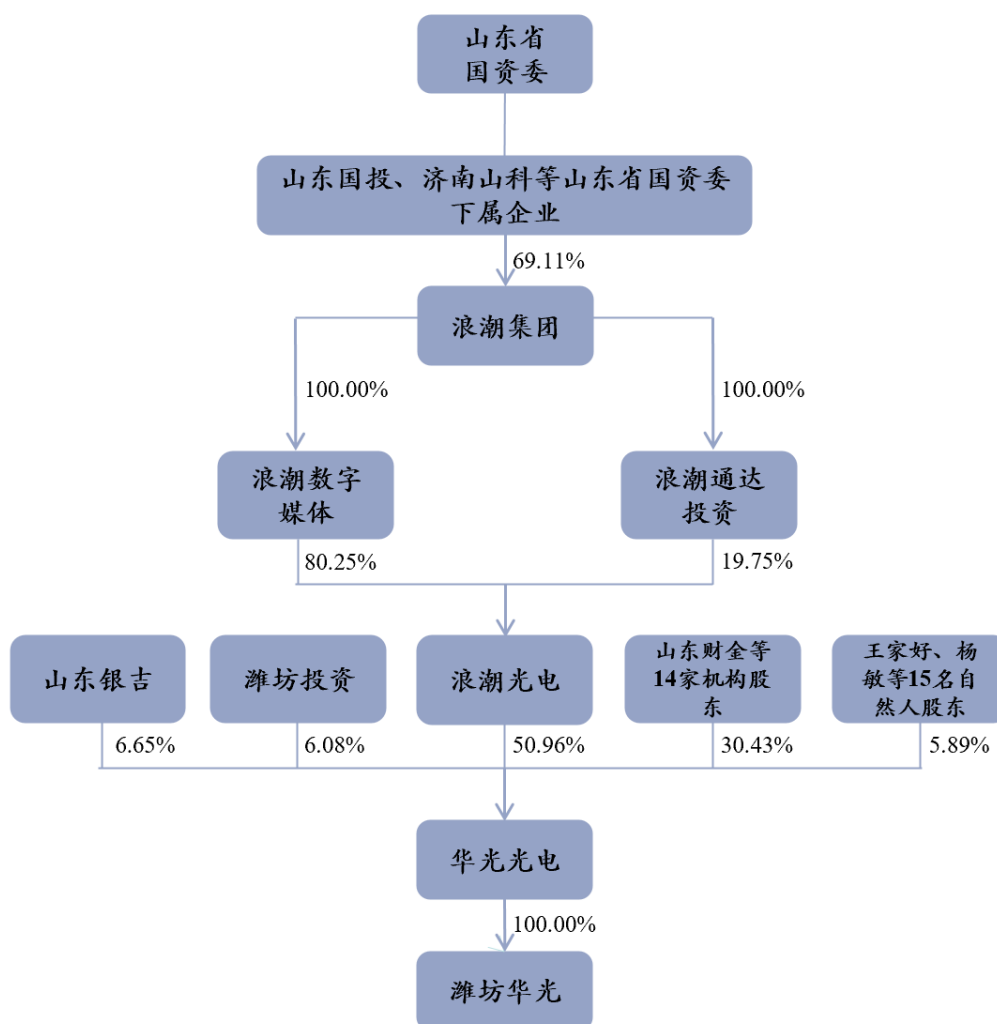 山东省
国资委
山东国投、济南山科等山东省国资委
下属企业
69.11%
浪潮集团
100.00%
100.00%
浪潮数字
媒体
浪潮通达
投资
80.25%
19.75%
山东银吉
潍坊投资
浪潮光电
山东财金等
14家机构股
东
王家好、杨
敏等15名自
然人股东
6.65%
6.08%
50.96%
30.43%
5.89%
华光光电
100.00%
潍坊华光